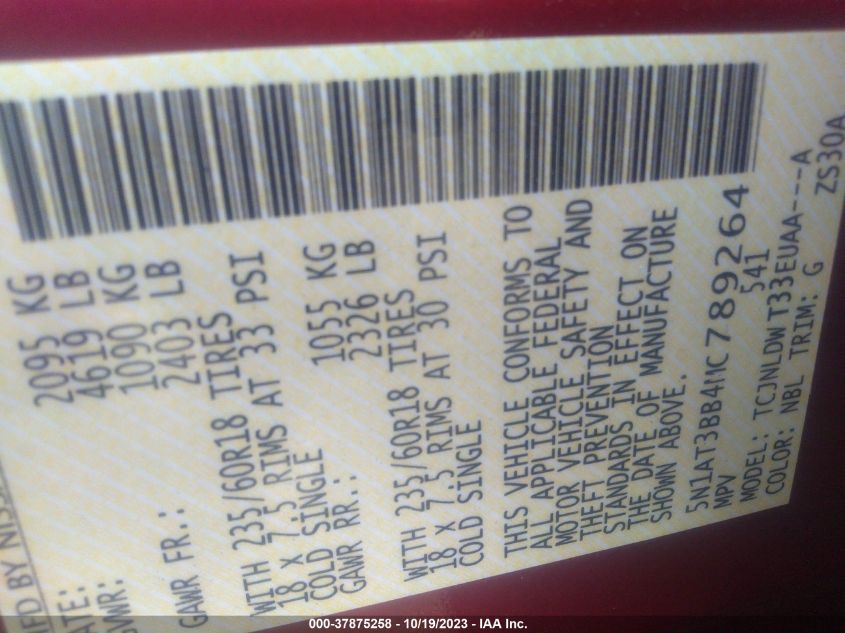 MFD BY
GVWR: 2095 KG
4619 LB
GAWR FR.: 1090 KG
2403 LB
WITH 235/60R18 TIRES
18 X 7.5 RIMS AT 33 PSI
COLD SINGLE
GAWR RR.: 1055 KG
2326 LB
WITH 235/60R18 TIRES
18 X 7.5 RIMS AT 30 PSI
COLD SINGLE
THIS VEHICLE CONFORMS TO
ALL APPLICABLE FEDERAL
MOTOR VEHICLE SAFETY AND
THEFT PREVENTION
STANDARDS IN EFFECT ON
THE DATE OF MANUFACTURE
SHOWN ABOVE.
5N1AT3BB4MC789264
MPV 541
MODEL: TCJNLDWT33EUAA----A
COLOR: NBL TRIM: G ZS30A
000-37875258 - 10/19/2023 - IAA Inc.